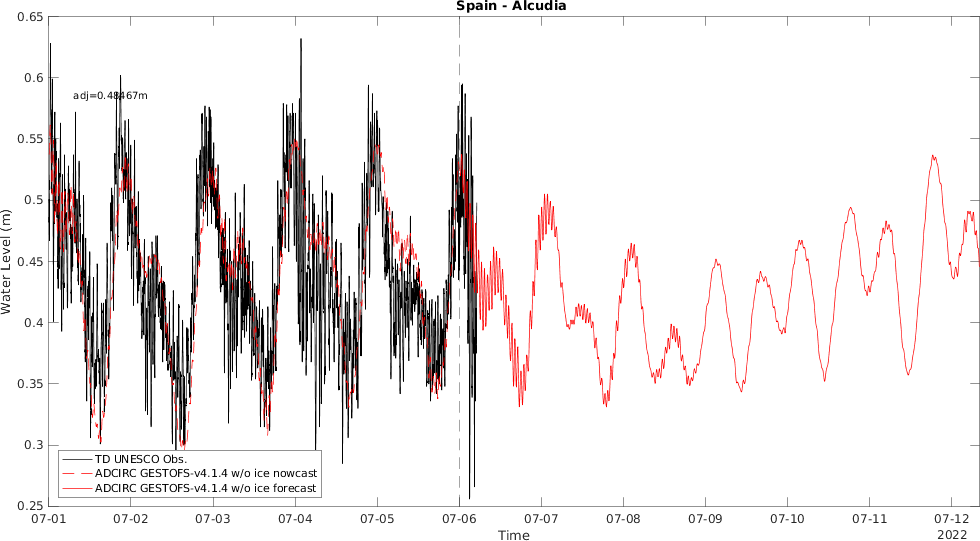 Spain - Alcudia
0.65
0.6
0.55
0.5
0.45
0.4
0.35
0.3
0.25
Water Level (m)
adj=0.48467m
TD UNESCO Obs.
ADCIRC GESTOFS-v4.1.4 w/o ice nowcast
ADCIRC GESTOFS-v4.1.4 w/o ice forecast
07-01 07-02 07-03 07-04 07-05 07-06 07-07 07-08 07-09 07-10 07-11 07-12
Time 2022